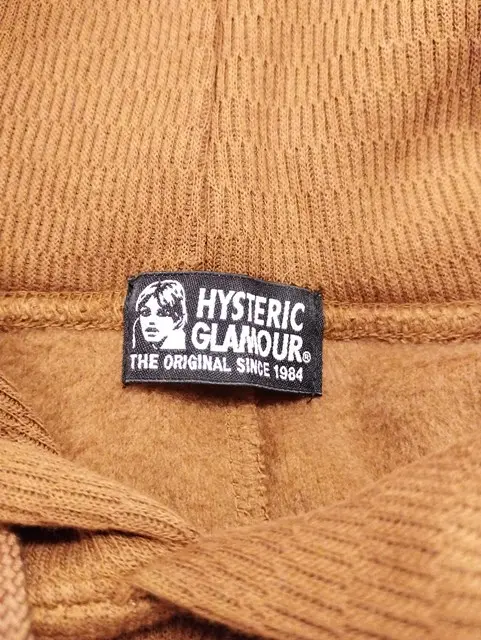 HYSTERIC
GLAMOUR®
THE ORIGINAL SINCE 1984